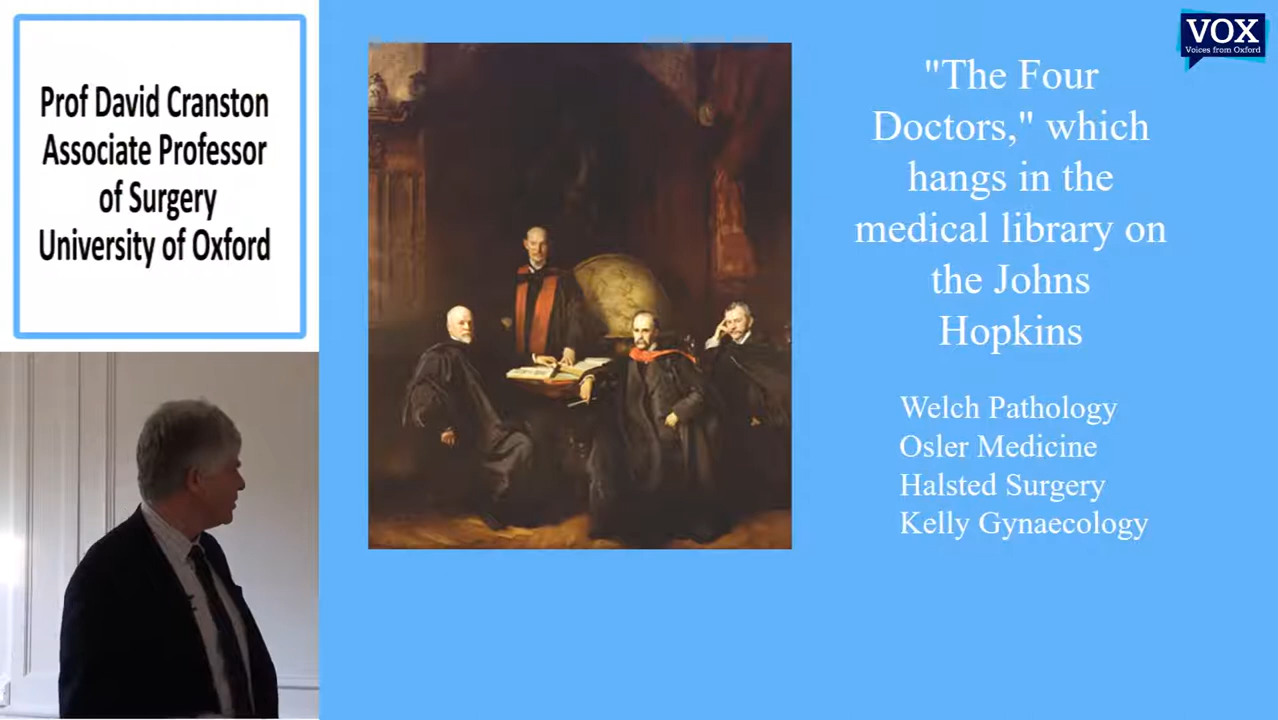 Prof David Cranston
Associate Professor
of Surgery
University of Oxford
VOX
Voices from Oxford
"The Four
Doctors," which
hangs in the
medical library on
the Johns
Hopkins
Welch Pathology
Osler Medicine
Halsted Surgery
Kelly Gynaecology